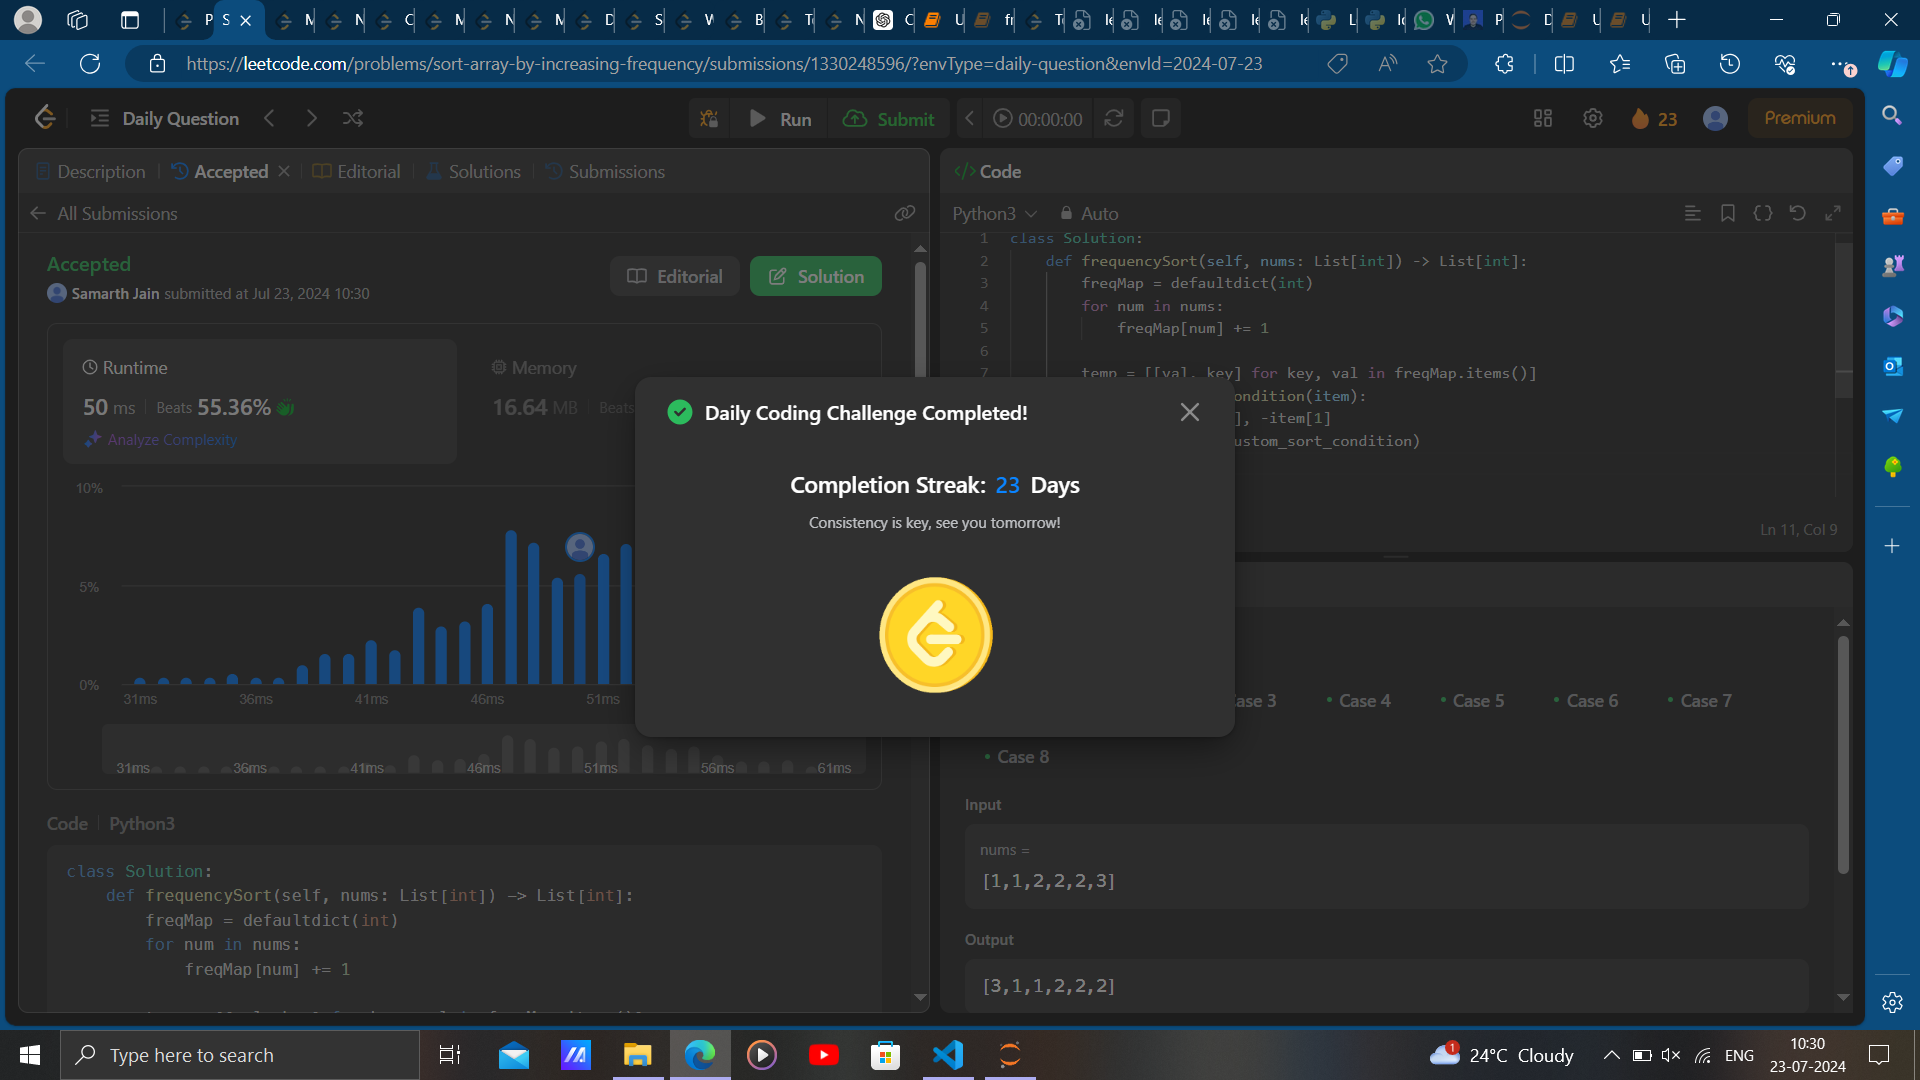 https://leetcode.com/problems/sort-array-by-increasing-frequency/submissions/1330248596/?envType=daily-question&envId=2024-07-23
Daily Question
Run
Submit
00:00:00
23
Premium
Description
Accepted
Editorial
Solutions
Submissions
All Submissions
Accepted
Samarth Jain submitted at Jul 23, 2024 10:30
Editorial
Solution
Runtime
50 ms
Beats 55.36%
Analyze Complexity
Memory
16.64 MB
Beats
10%
5%
0%
31ms 36ms 41ms 46ms 51ms
31ms 36ms 41ms 46ms 51ms 56ms 61ms
Code
Python3
class Solution:
def frequencySort(self, nums: List[int]) -> List[int]:
freqMap = defaultdict(int)
for num in nums:
freqMap[num] += 1
Daily Coding Challenge Completed!
Completion Streak: 23 Days
Consistency is key, see you tomorrow!
</> Code
Python3
Auto
1 class Solution:
2 def frequencySort(self, nums: List[int]) -> List[int]:
3 freqMap = defaultdict(int)
4 for num in nums:
5 freqMap[num] += 1
6
7 temp = [[val, key] for key, val in freqMap.items()]
ondition(item):
], -item[1]
ustom_sort_condition)
Ln 11, Col 9
ase 3
Case 4
Case 5
Case 6
Case 7
Case 8
Input
nums =
[1,1,2,2,2,3]
Output
[3,1,1,2,2,2]
Type here to search
1
24°C Cloudy
ENG
10:30
23-07-2024